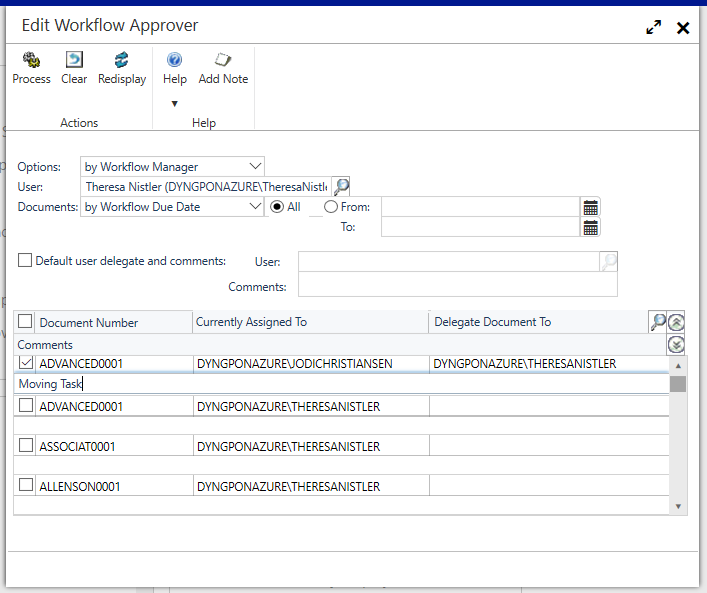 Edit Workflow Approver
Process Clear Redisplay Help Add Note
Actions Help
Options: by Workflow Manager
User: Theresa Nistler (DYNGPONAZURE\TheresaNistl
Documents: by Workflow Due Date All From:
To:
Default user delegate and comments: User:
Comments:
Document Number Currently Assigned To Delegate Document To
Comments
ADVANCED0001 DYNGPONAZURE\JODICHRISTIANSEN DYNGPONAZURE\THERESANISTLER
Moving Task
ADVANCED0001 DYNGPONAZURE\THERESANISTLER
ASSOCIAT0001 DYNGPONAZURE\THERESANISTLER
ALLENSON0001 DYNGPONAZURE\THERESANISTLER